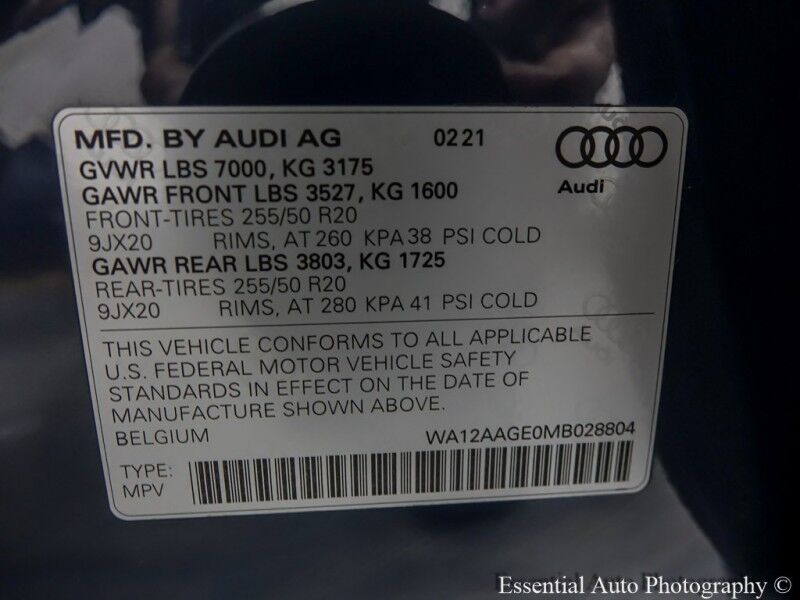 MFD. BY AUDI AG 02 21
GVWR LBS 7000, KG 3175
GAWR FRONT LBS 3527, KG 1600
Audi
FRONT-TIRES 255/50 R20
9JX20 RIMS, AT 260 KPA 38 PSI COLD
GAWR REAR LBS 3803, KG 1725
REAR-TIRES 255/50 R20
9JX20 RIMS, AT 280 KPA 41 PSI COLD
THIS VEHICLE CONFORMS TO ALL APPLICABLE
U.S. FEDERAL MOTOR VEHICLE SAFETY
STANDARDS IN EFFECT ON THE DATE OF
MANUFACTURE SHOWN ABOVE.
BELGIUM WA12AAGE0MB028804
TYPE:
MPV
Essential Auto Photography ©